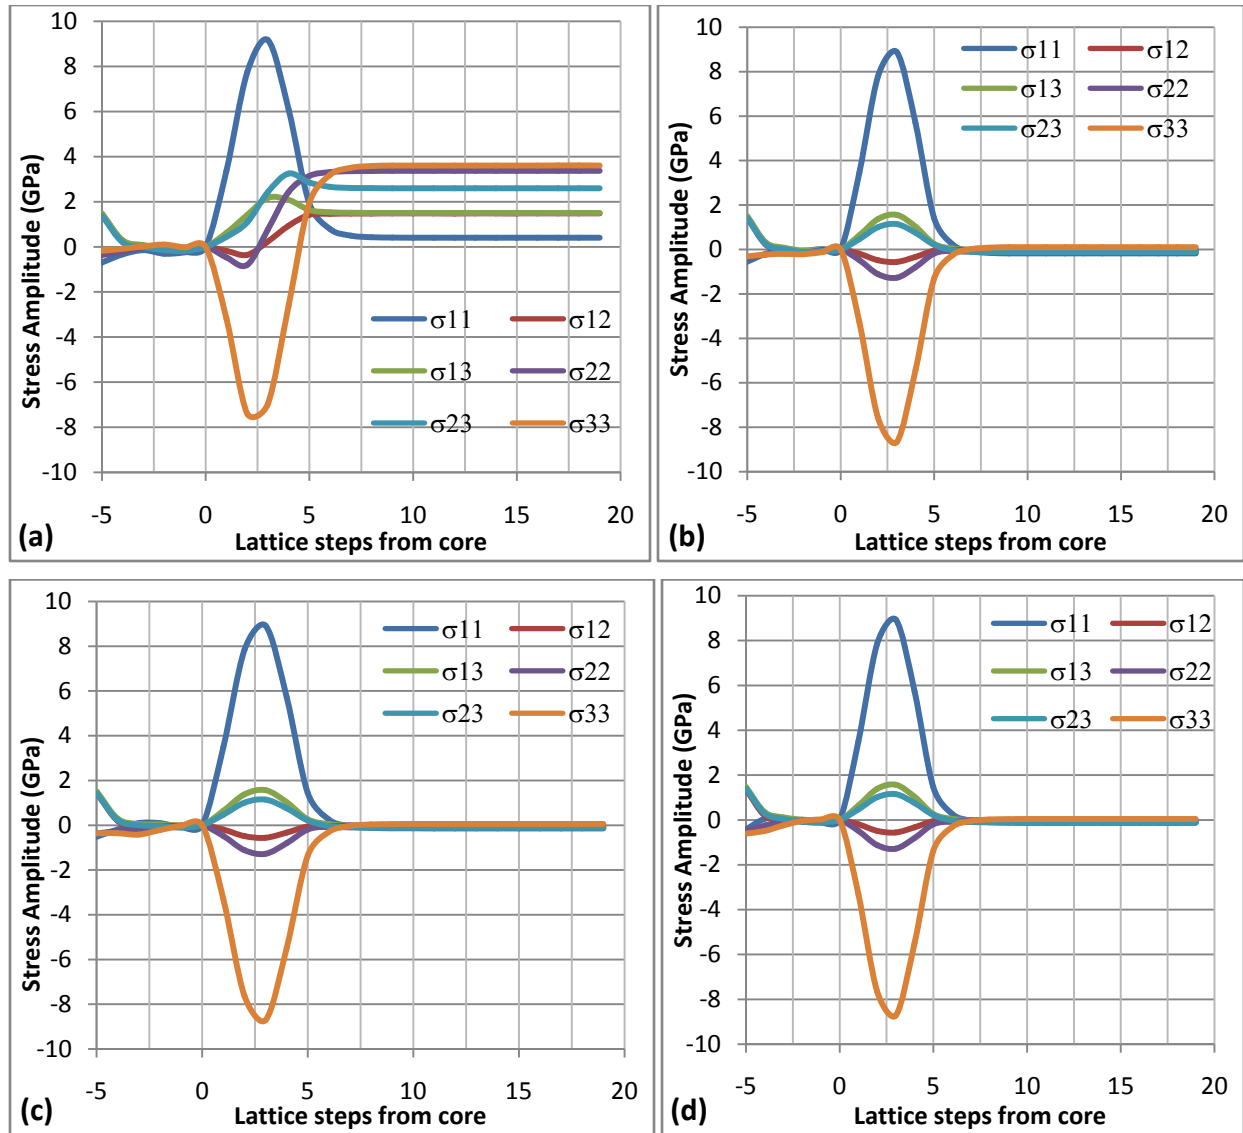 10
8
6
4
2
0
-2
-4
-6
-8
-10
Stress Amplitude (GPa)
σ11 σ12
σ13 σ22
σ23 σ33
-5 0 5 10 15 20
Lattice steps from core
(a)
10
8
6
4
2
0
-2
-4
-6
-8
-10
Stress Amplitude (GPa)
σ11 σ12
σ13 σ22
σ23 σ33
-5 0 5 10 15 20
Lattice steps from core
(b)
10
8
6
4
2
0
-2
-4
-6
-8
-10
Stress Amplitude (GPa)
σ11 σ12
σ13 σ22
σ23 σ33
-5 0 5 10 15 20
Lattice steps from core
(c)
10
8
6
4
2
0
-2
-4
-6
-8
-10
Stress Amplitude (GPa)
σ11 σ12
σ13 σ22
σ23 σ33
-5 0 5 10 15 20
Lattice steps from core
(d)